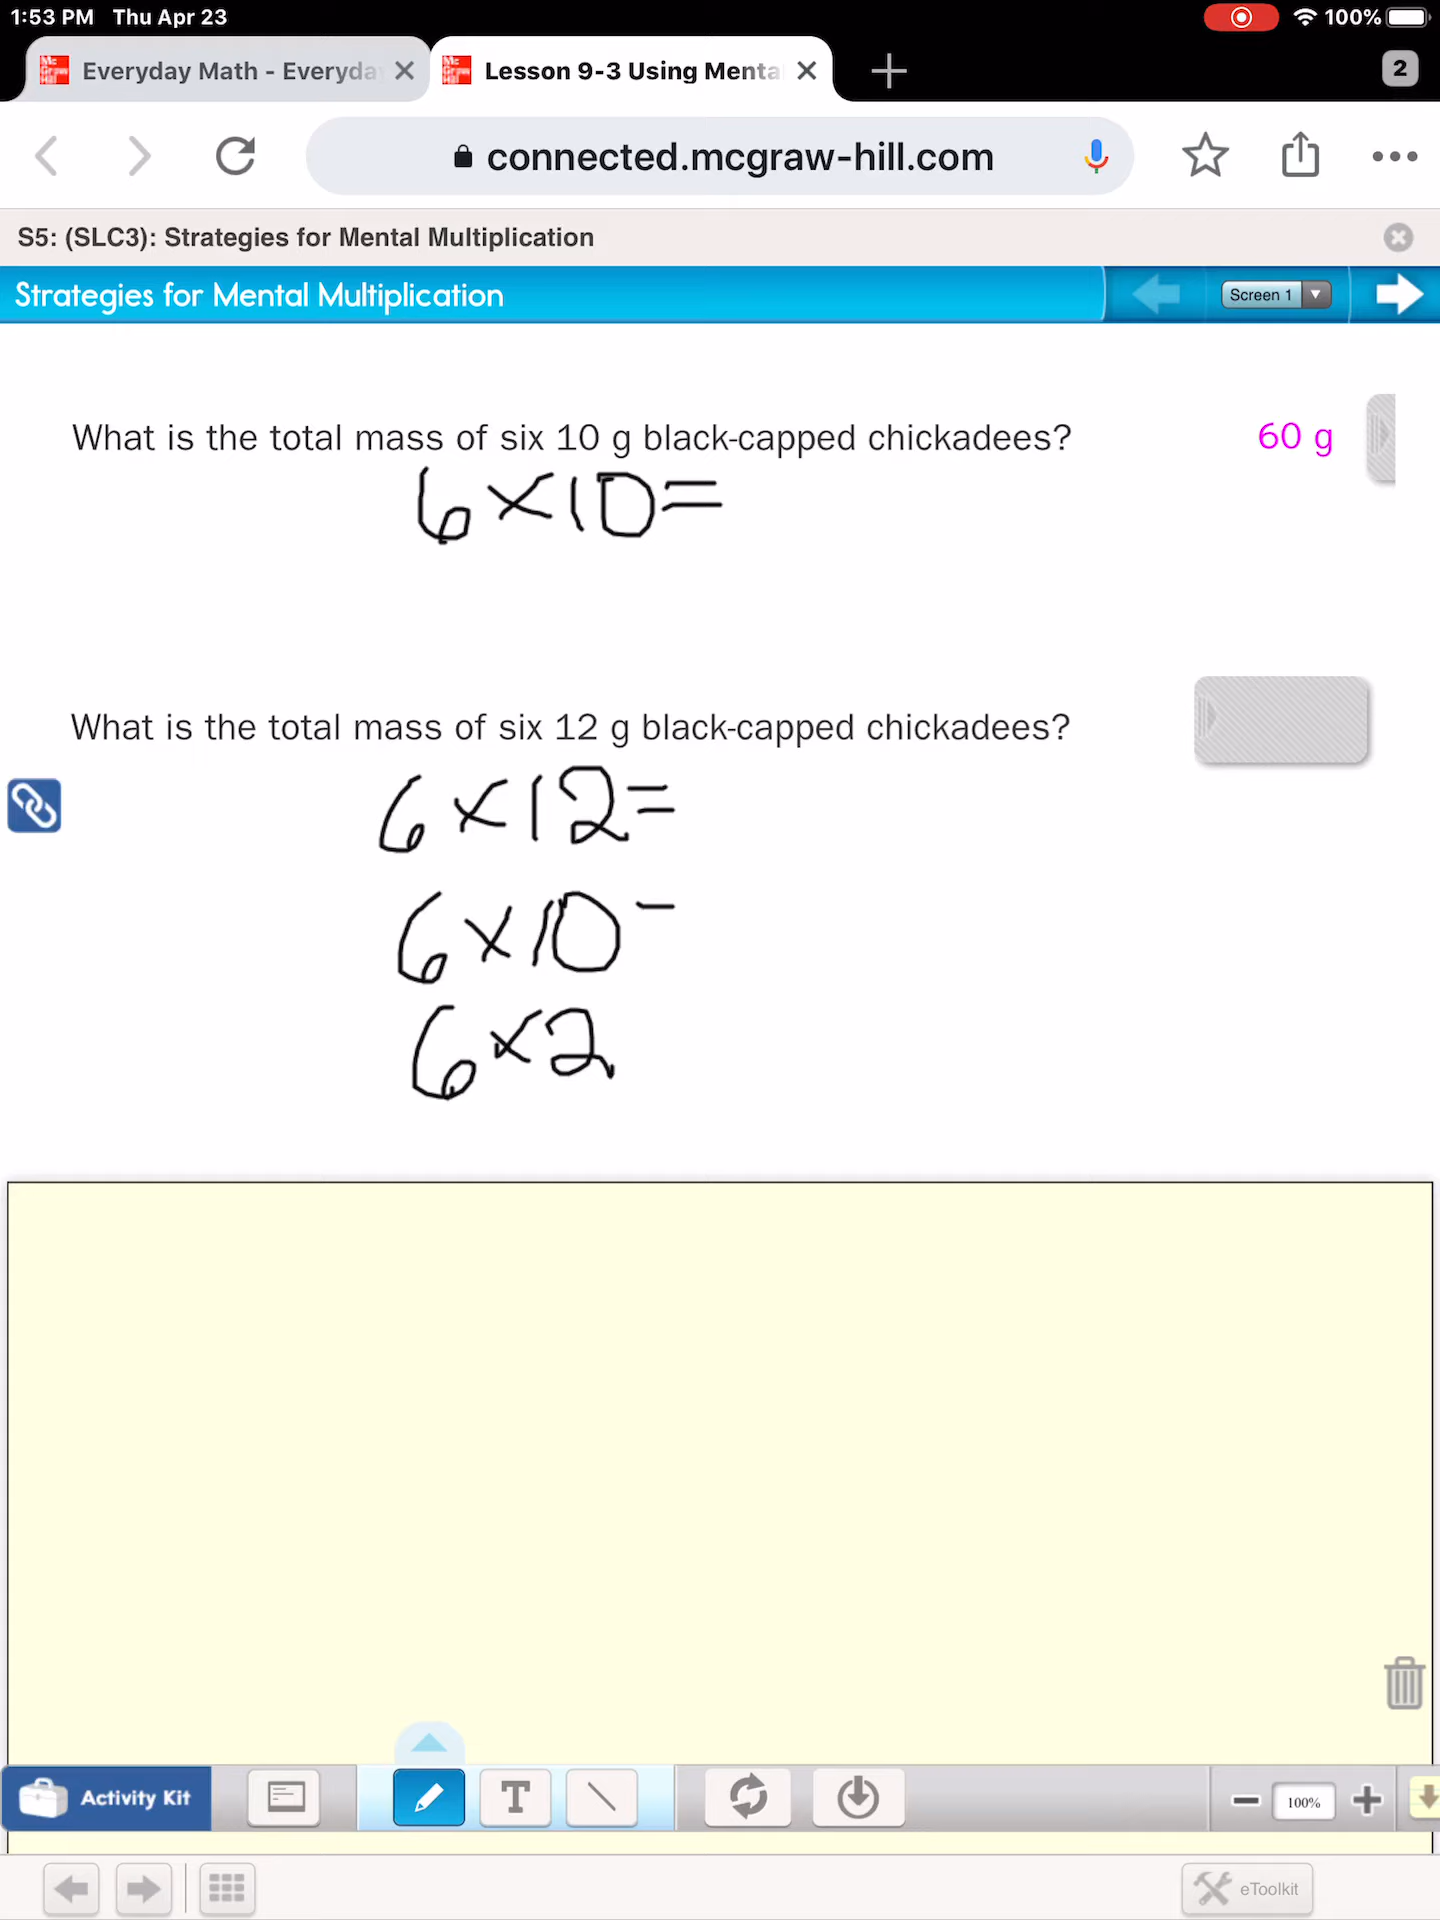 1:53 PM Thu Apr 23 100%
Everyday Math - Everyda
Lesson 9-3 Using Menta
2
connected.mcgraw-hill.com
S5: (SLC3): Strategies for Mental Multiplication
Strategies for Mental Multiplication
Screen 1
What is the total mass of six 10 g black-capped chickadees? 60 g
6×10=
What is the total mass of six 12 g black-capped chickadees?
6×12=
6×10-
6×2
Activity Kit
T
100%
eToolkit